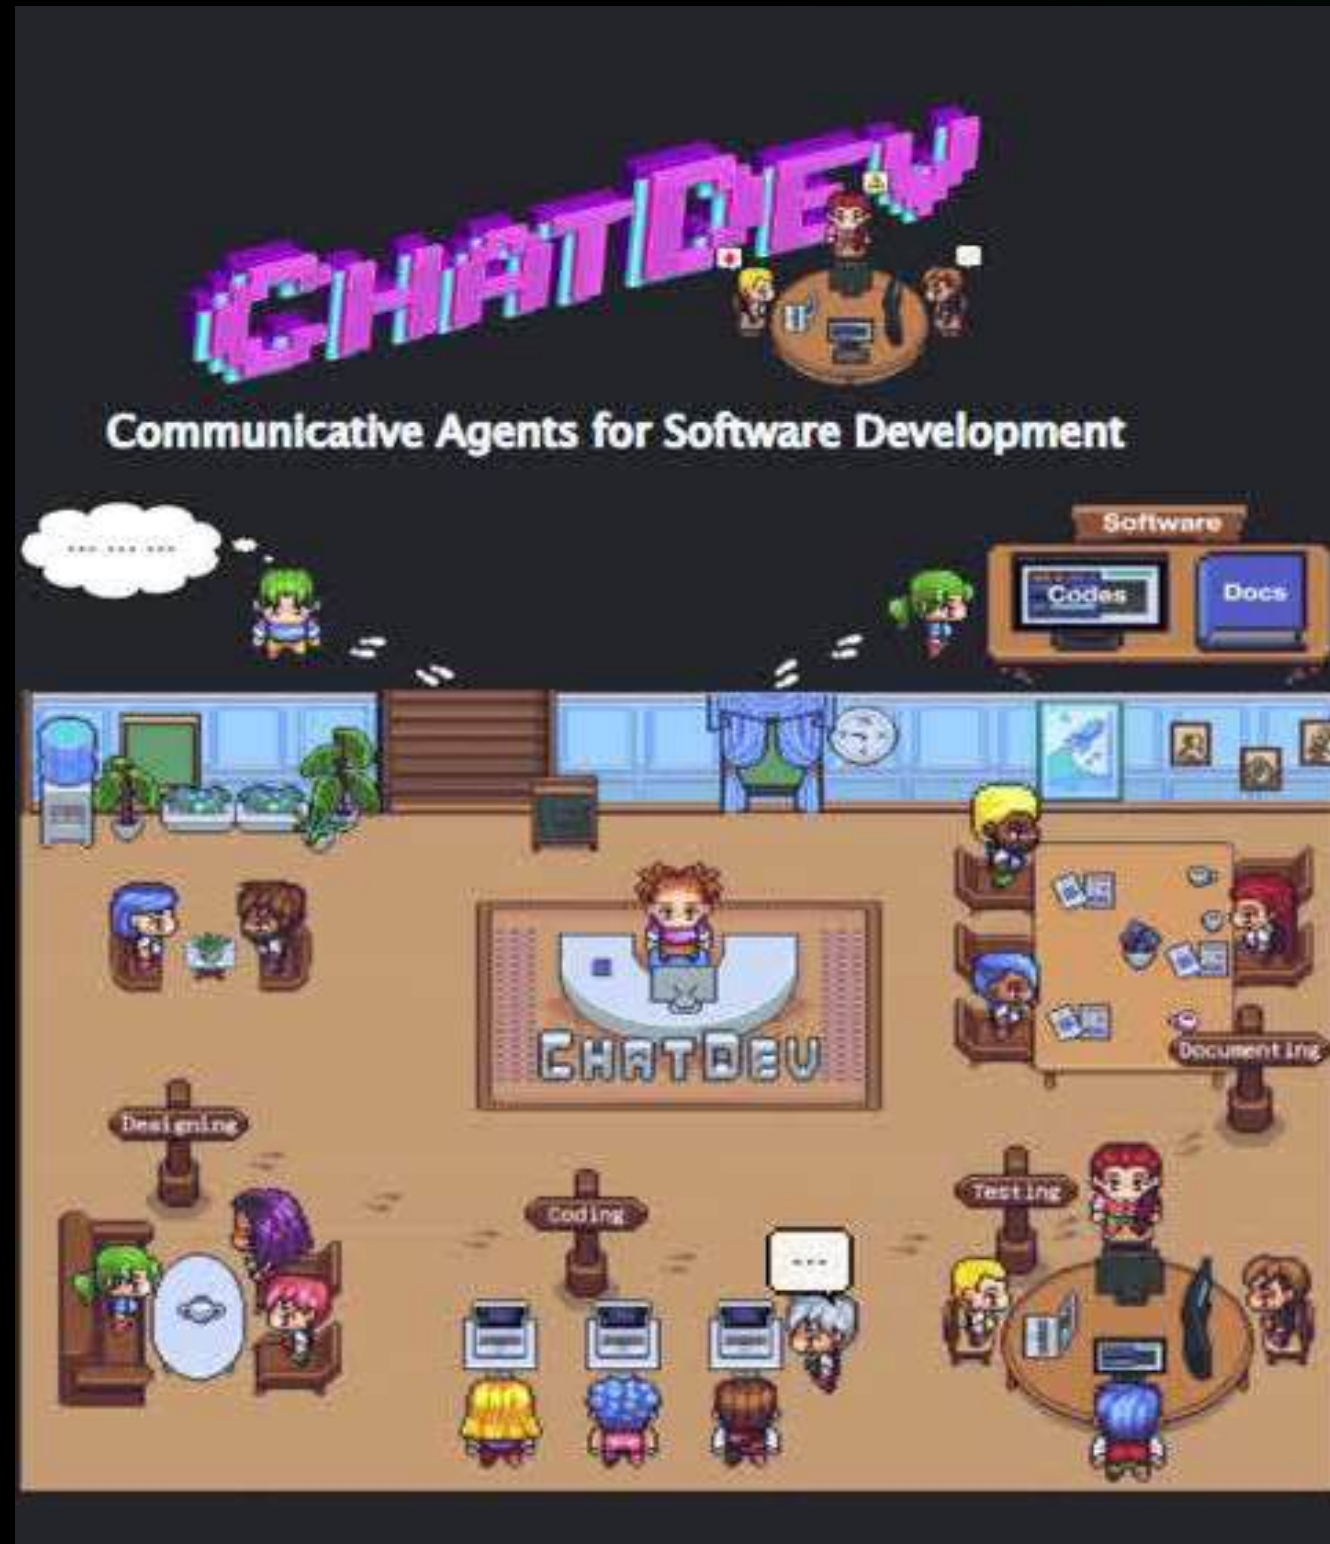 CHATDEV
Communicative Agents for Software Development
Software
Codes
Docs
CHATDEV
Documenting
Designing
Testing
Coding